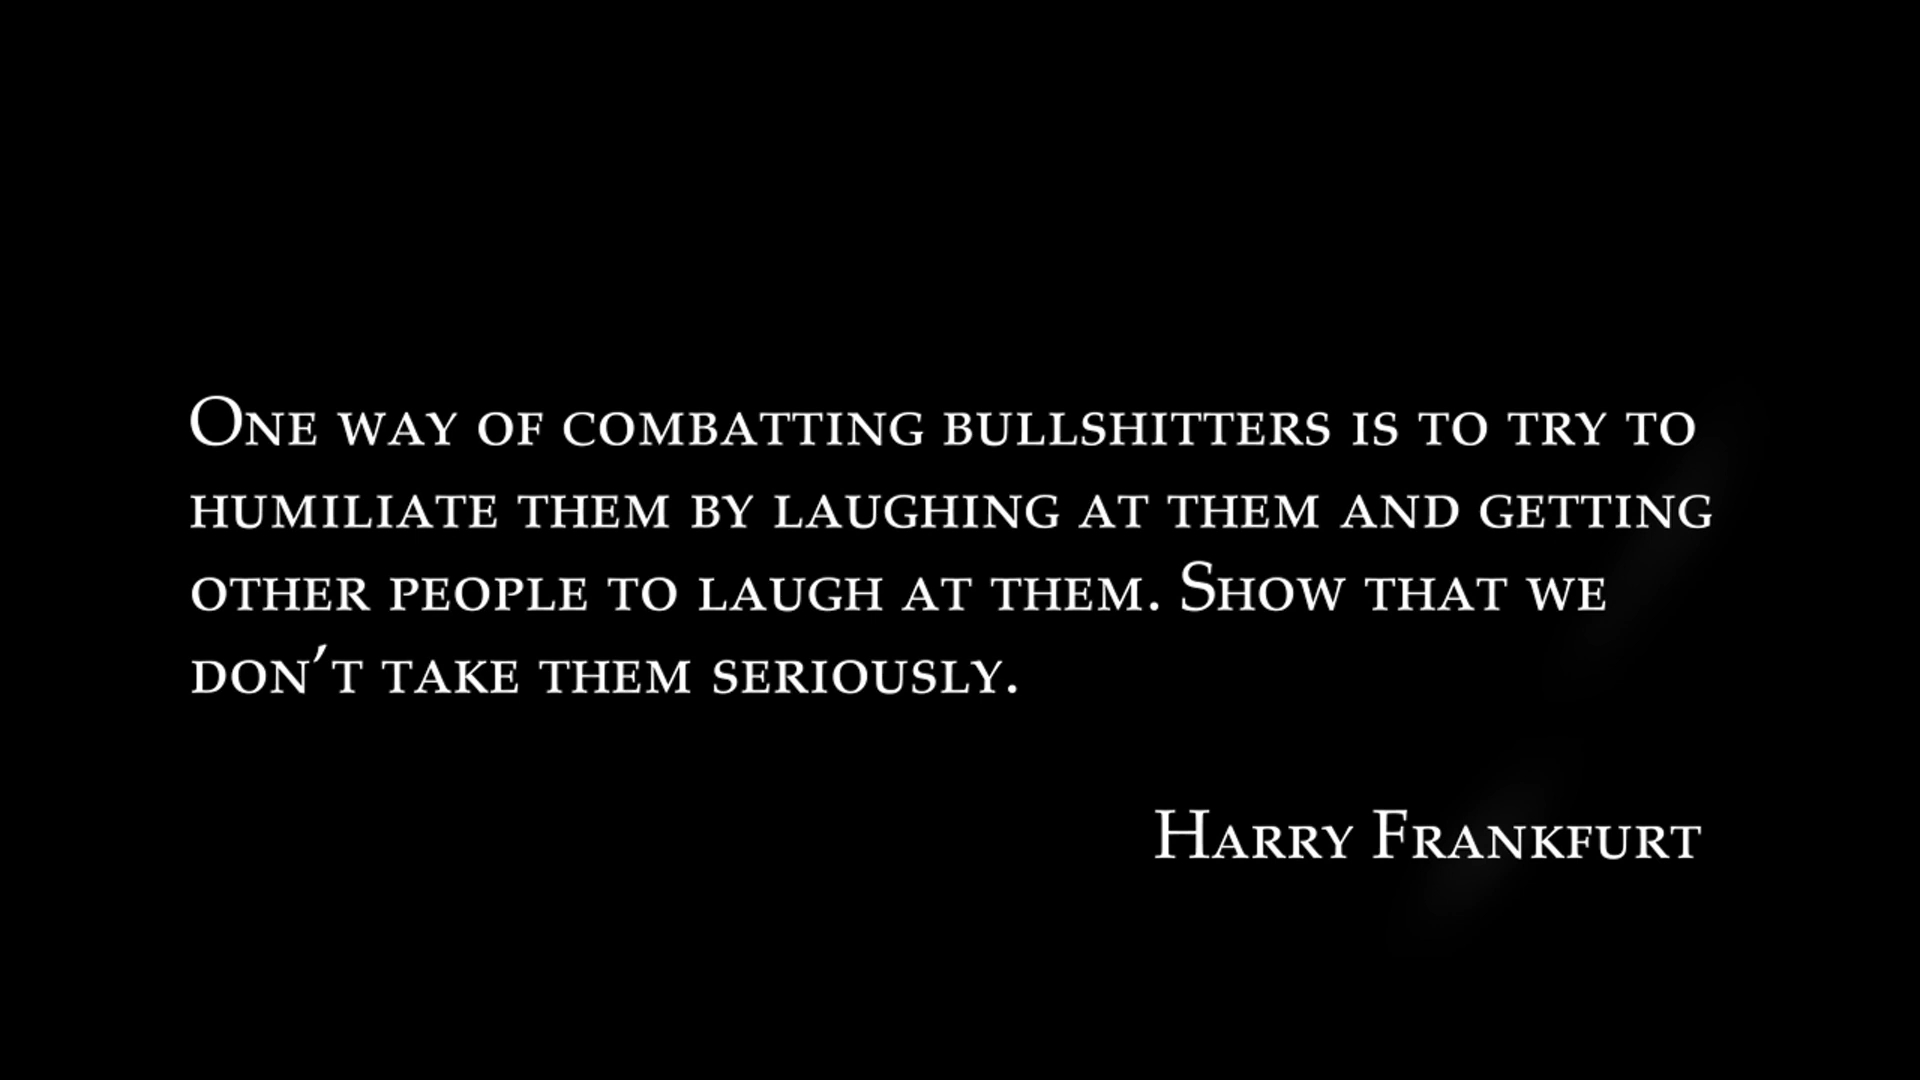 One way of combatting bullshitters is to try to
humiliate them by laughing at them and getting
other people to laugh at them. Show that we
don't take them seriously.
Harry Frankfurt